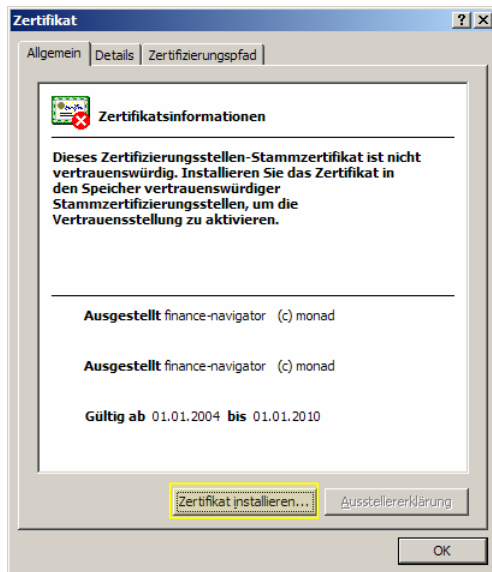 Zertifikat
Allgemein Details Zertifizierungspfad
Zertifikatsinformationen
Dieses Zertifizierungsstellen-Stammzertifikat ist nicht
vertrauenswürdig. Installieren Sie das Zertifikat in
den Speicher vertrauenswürdiger
Stammzertifizierungsstellen, um die
Vertrauensstellung zu aktivieren.
Ausgestellt finance-navigator (c) monad
Ausgestellt finance-navigator (c) monad
Gültig ab 01.01.2004 bis 01.01.2010
Zertifikat installieren... Ausstellererklärung
OK